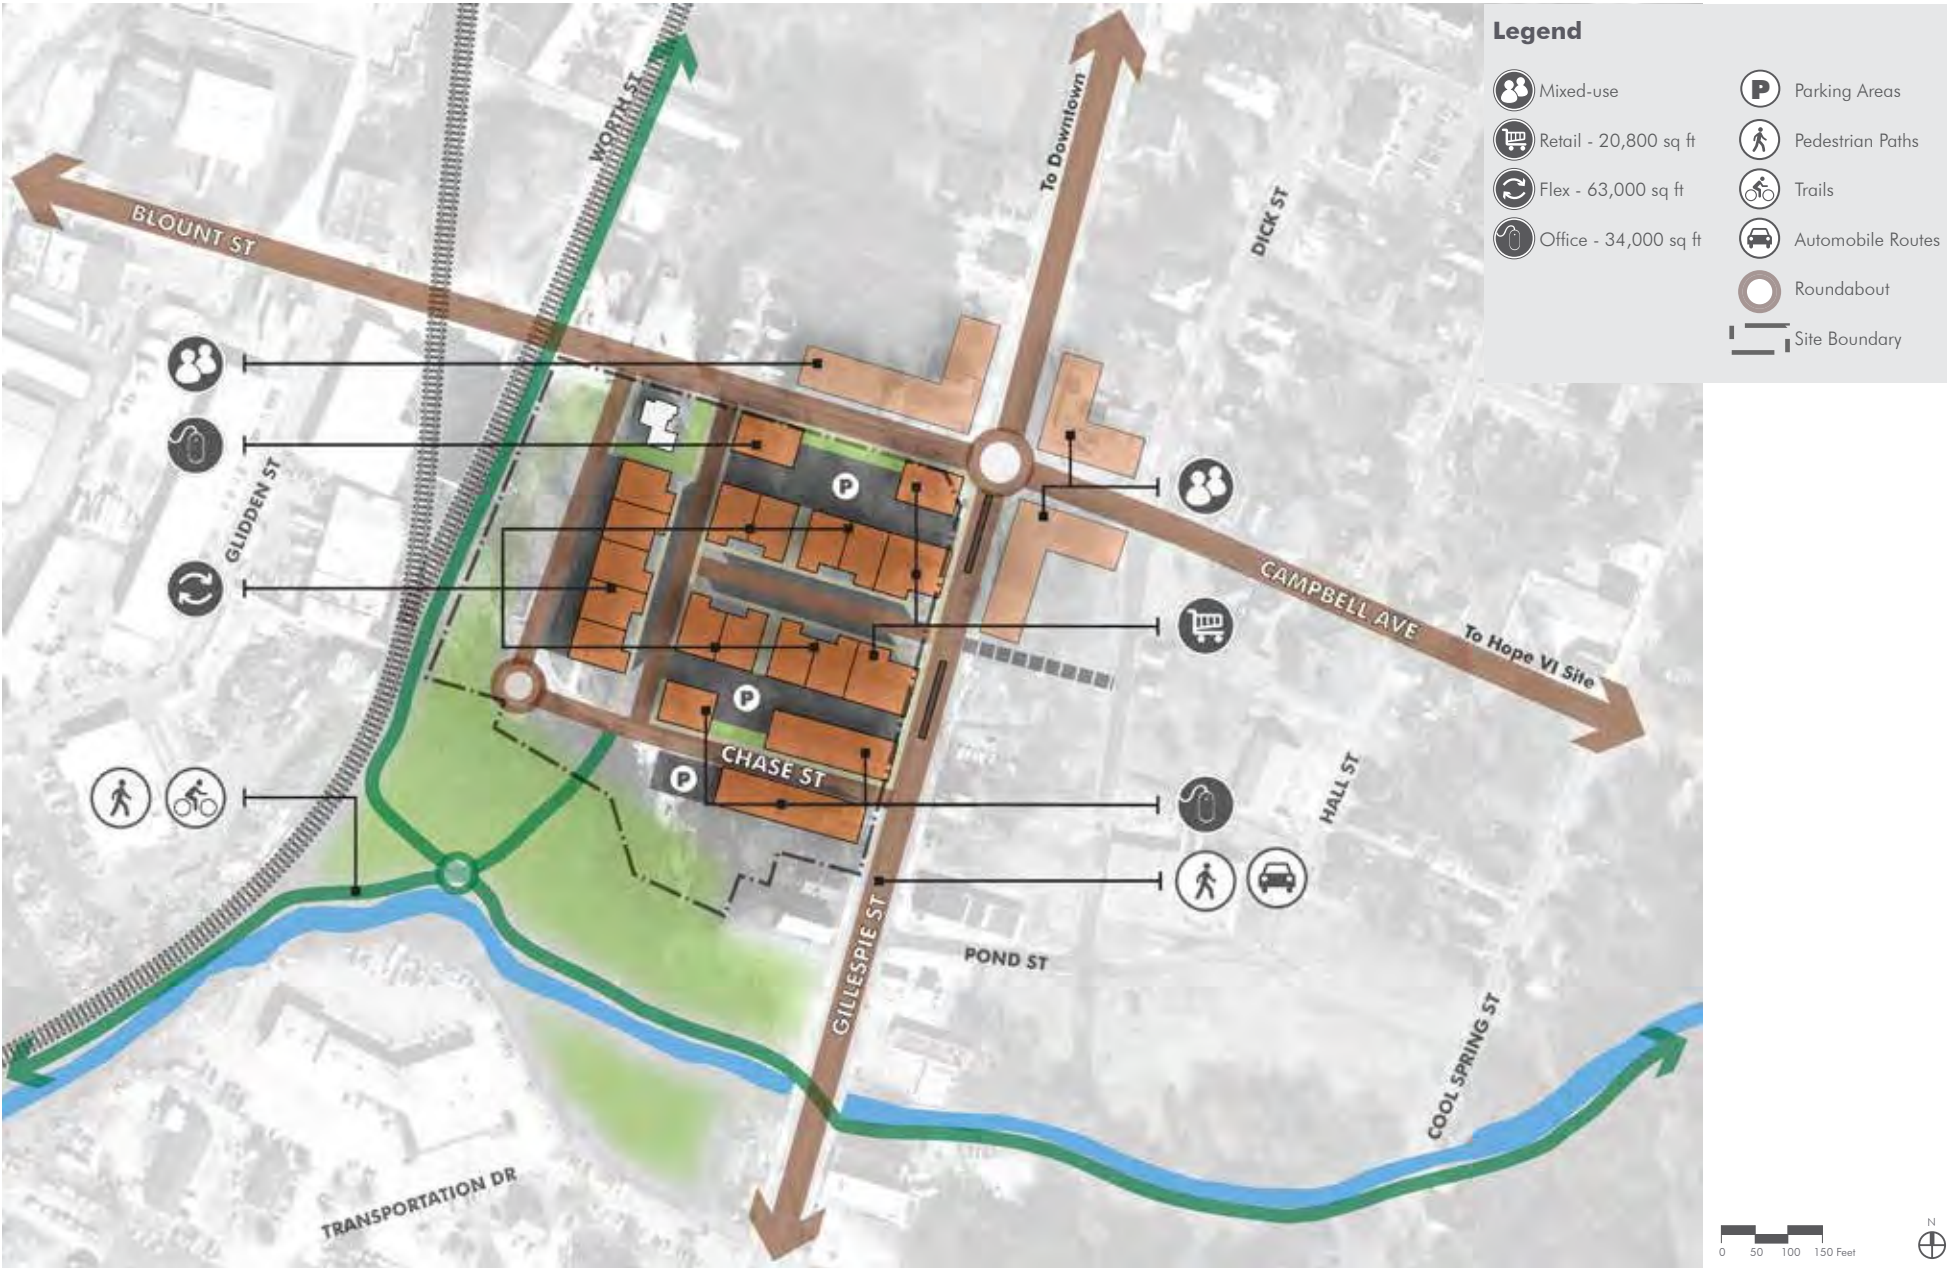 Legend
Mixed-use
Retail - 20,800 sq ft
Flex - 63,000 sq ft
Office - 34,000 sq ft
P
Parking Areas
Pedestrian Paths
Trails
Automobile Routes
Roundabout
Site Boundary
WORTH ST
To Downtown
DICK ST
BLOUNT ST
GLIDDEN ST
P
CAMPBELL AVE
To Hope VI Site
P
CHASE ST
P
HALL ST
GILLESPIE ST
POND ST
COOL SPRING ST
TRANSPORTATION DR
N
0 50 100 150 Feet